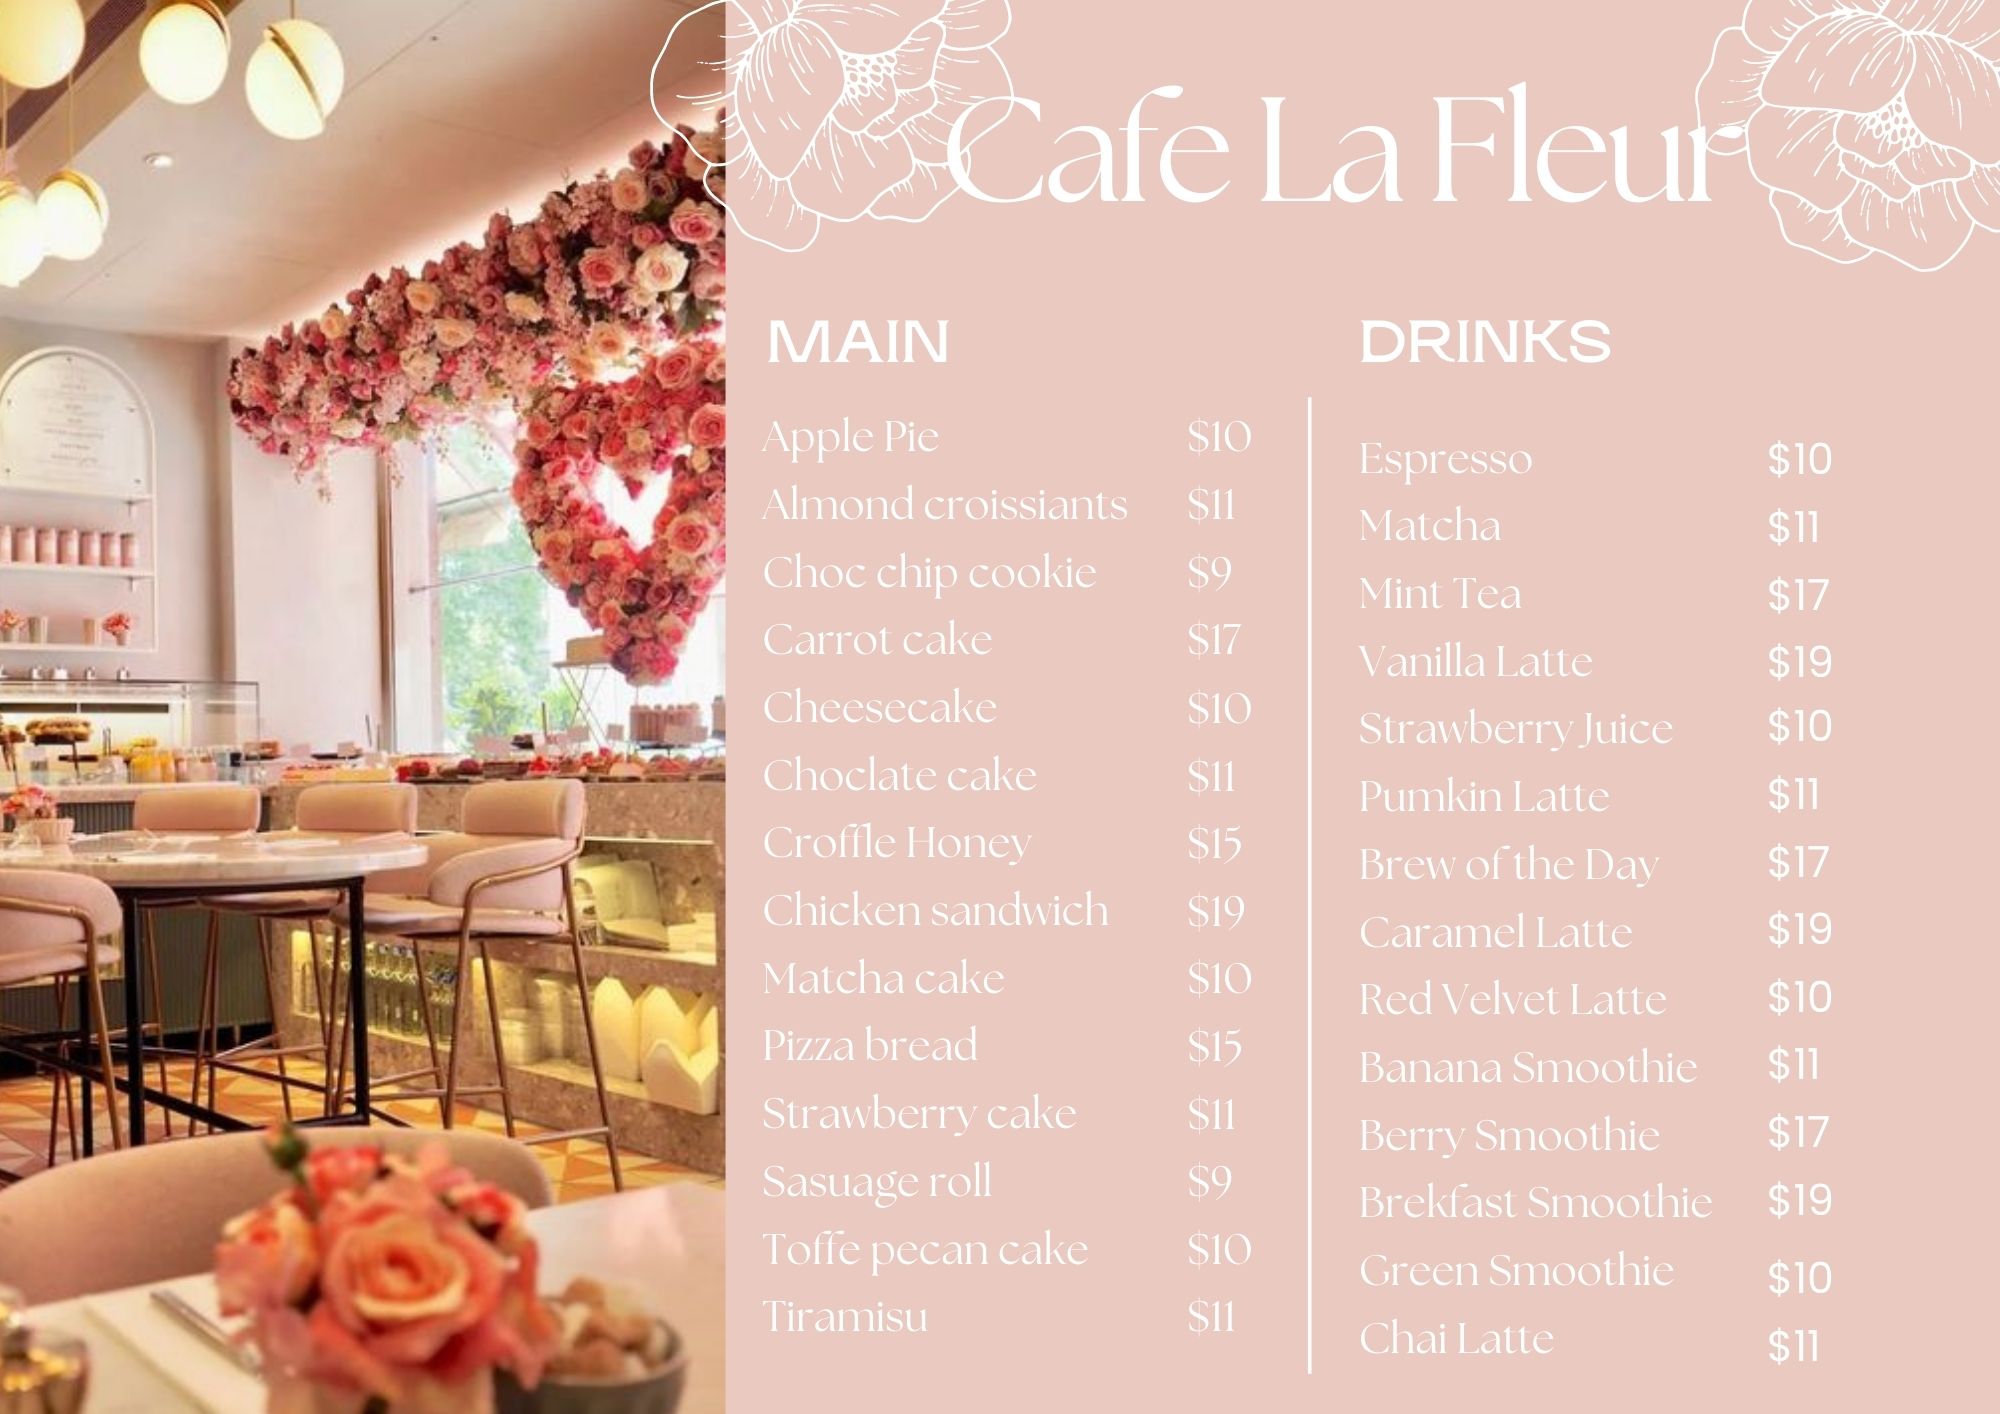 Cafe La Fleur
MAIN
Apple Pie $10
Almond croissiants $11
Choc chip cookie $9
Carrot cake $17
Cheesecake $10
Choclate cake $11
Croffle Honey $15
Chicken sandwich $19
Matcha cake $10
Pizza bread $15
Strawberry cake $11
Sasuage roll $9
Toffe pecan cake $10
Tiramisu $11
DRINKS
Espresso $10
Matcha $11
Mint Tea $17
Vanilla Latte $19
Strawberry Juice $10
Pumkin Latte $11
Brew of the Day $17
Caramel Latte $19
Red Velvet Latte $10
Banana Smoothie $11
Berry Smoothie $17
Brekfast Smoothie $19
Green Smoothie $10
Chai Latte $11